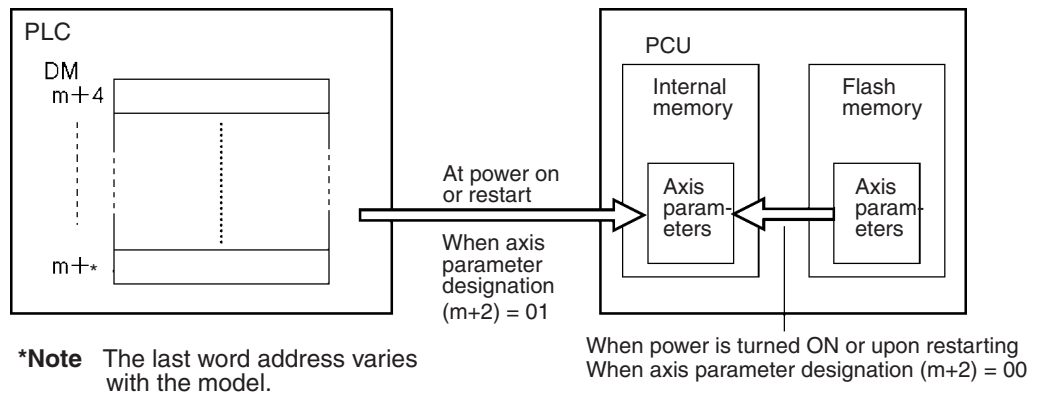 PLC
DM
m+4
m+*
At power on
or restart
When axis
parameter
designation
(m+2) = 01
PCU
Internal
memory
Axis
param-
eters
Flash
memory
Axis
param-
eters
When power is turned ON or upon restarting
When axis parameter designation (m+2) = 00
*Note The last word address varies
with the model.